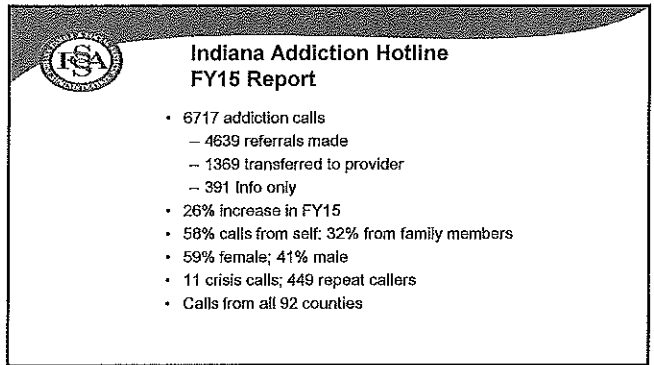 FSSA
Indiana Addiction Hotline
FY15 Report
• 6717 addiction calls
– 4639 referrals made
– 1369 transferred to provider
– 391 Info only
• 26% increase in FY15
• 58% calls from self; 32% from family members
• 59% female; 41% male
• 11 crisis calls; 449 repeat callers
• Calls from all 92 counties